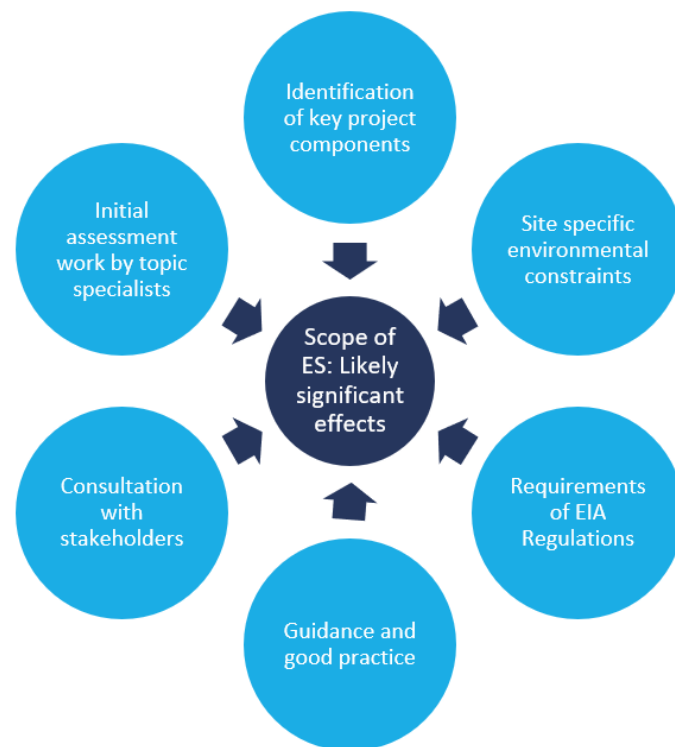 Identification
of key project
components
Initial
assessment
work by topic
specialists
Site specific
environmental
constraints
Scope of
ES: Likely
significant
effects
Consultation
with
stakeholders
Requirements
of EIA
Regulations
Guidance and
good practice